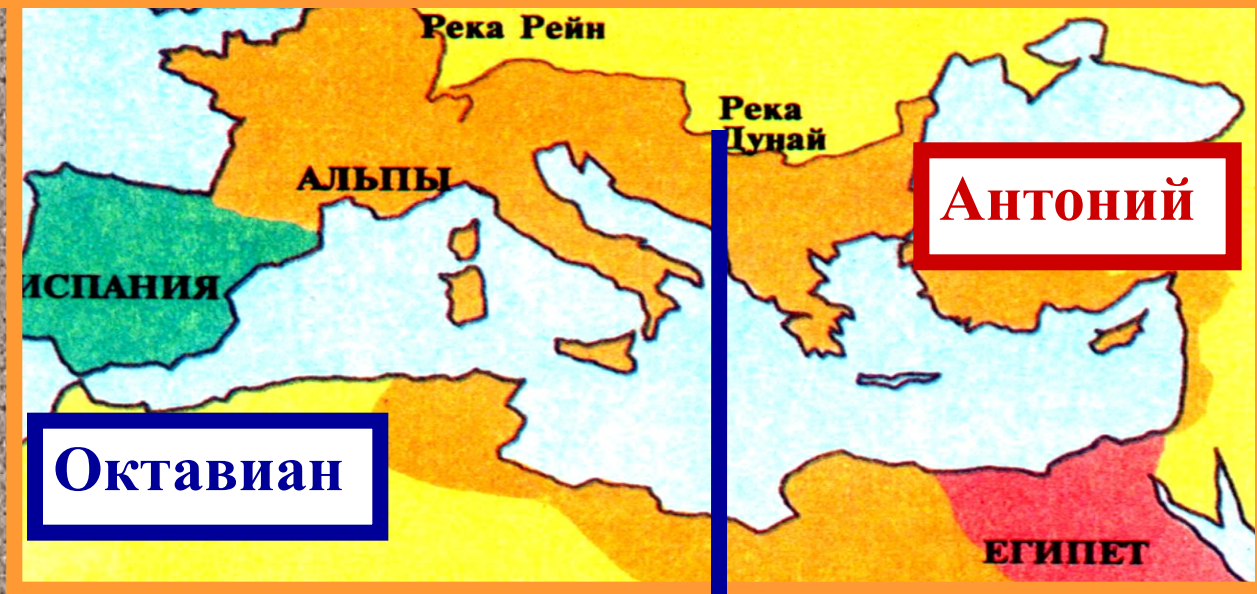 Река Рейн
Река
Дунай
АЛЬПЫ
Антоний
ИСПАНИЯ
Октавиан
ЕГИПЕТ